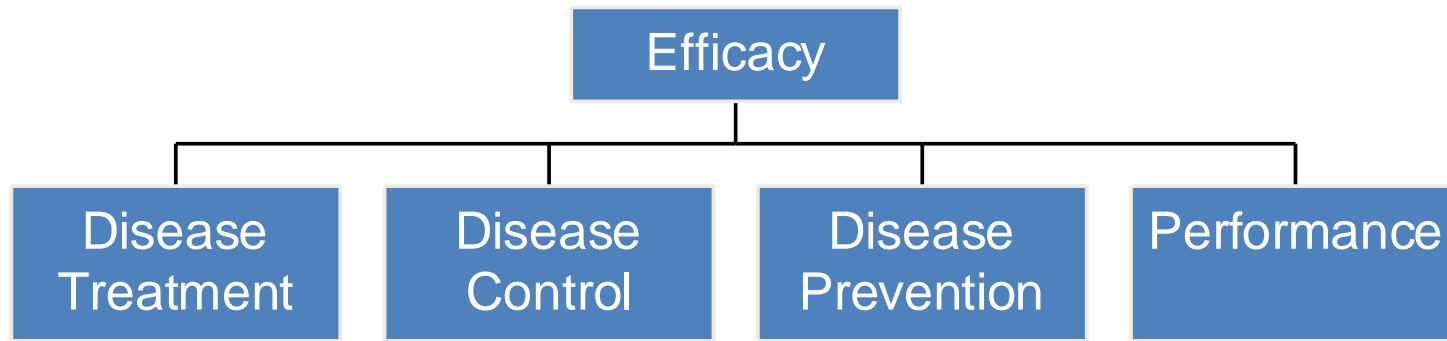 Efficacy
Disease
Treatment
Disease
Control
Disease
Prevention
Performance